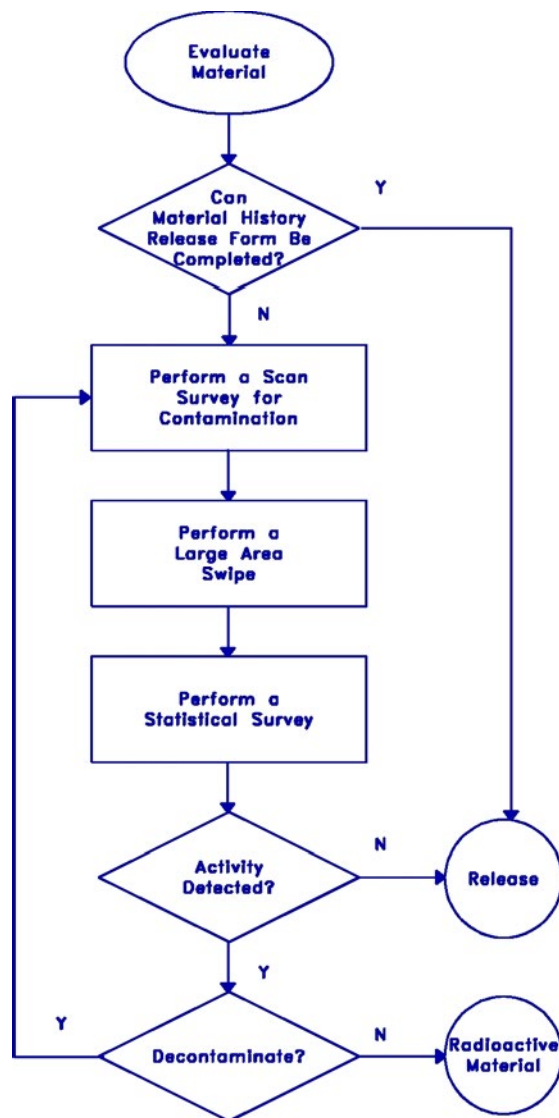 Evaluate
Material
Can
Material History
Release Form Be
Completed?
Y
N
Perform a Scan
Survey for
Contamination
Perform a
Large Area
Swipe
Perform a
Statistical Survey
Activity
Detected?
N
Release
Y
Y
Decontaminate?
N
Radioactive
Material